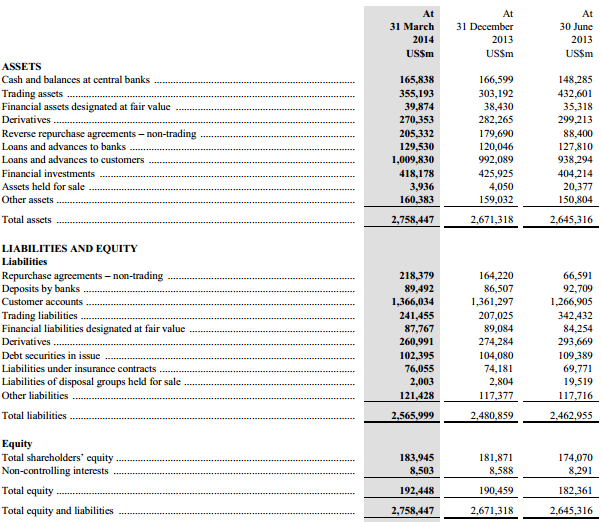 At At At
31 March 31 December 30 June
2014 2013 2013
US$m US$m US$m
ASSETS
Cash and balances at central banks 165,838 166,599 148,285
Trading assets 355,193 303,192 432,601
Financial assets designated at fair value 39,874 38,430 35,318
Derivatives 270,353 282,265 299,213
Reverse repurchase agreements – non-trading 205,332 179,690 88,400
Loans and advances to banks 129,530 120,046 127,810
Loans and advances to customers 1,009,830 992,089 938,294
Financial investments 418,178 425,925 404,214
Assets held for sale 3,936 4,050 20,377
Other assets 160,383 159,032 150,804
Total assets 2,758,447 2,671,318 2,645,316
LIABILITIES AND EQUITY
Liabilities
Repurchase agreements – non-trading 218,379 164,220 66,591
Deposits by banks 89,492 86,507 92,709
Customer accounts 1,366,034 1,361,297 1,266,905
Trading liabilities 241,455 207,025 342,432
Financial liabilities designated at fair value 87,767 89,084 84,254
Derivatives 260,991 274,284 293,669
Debt securities in issue 102,395 104,080 109,389
Liabilities under insurance contracts 76,055 74,181 69,771
Liabilities of disposal groups held for sale 2,003 2,804 19,519
Other liabilities 121,428 117,377 117,716
Total liabilities 2,565,999 2,480,859 2,462,955
Equity
Total shareholders' equity 183,945 181,871 174,070
Non-controlling interests 8,503 8,588 8,291
Total equity 192,448 190,459 182,361
Total equity and liabilities 2,758,447 2,671,318 2,645,316